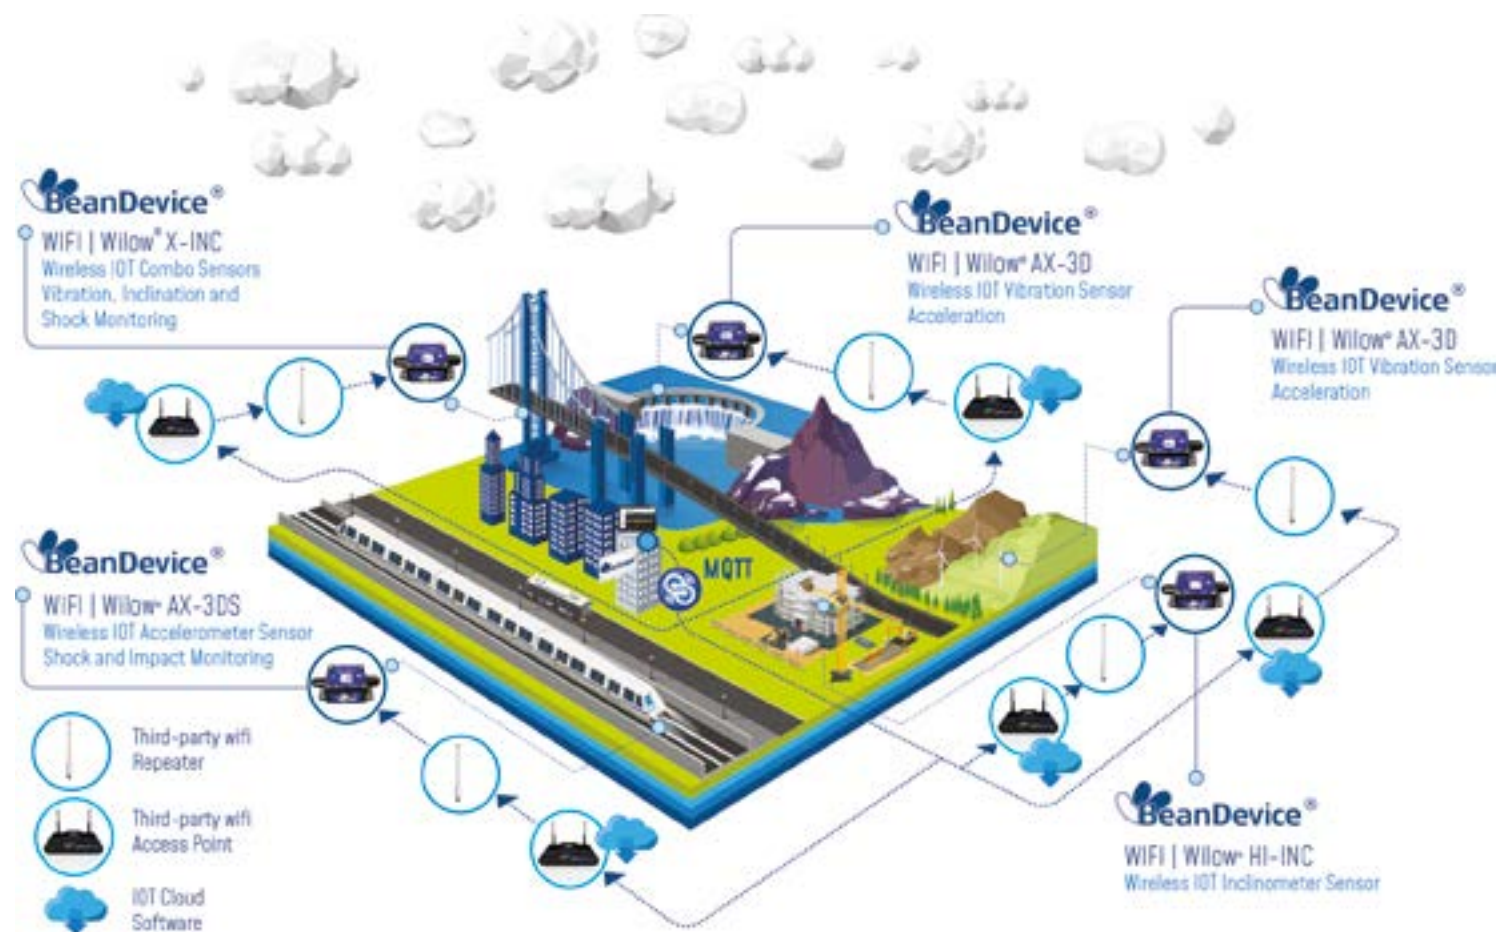 BeanDevice®
WIFI | Wilow® X-INC
Wireless IOT Combo Sensors
Vibration, Inclination and
Shock Monitoring
BeanDevice®
WIFI | Wilow® AX-3D
Wireless IOT Vibration Sensor
Acceleration
BeanDevice®
WIFI | Wilow® AX-3D
Wireless IOT Vibration Sensor
Acceleration
BeanDevice®
WIFI | Wilow® AX-3DS
Wireless IOT Accelerometer Sensor
Shock and Impact Monitoring
MQTT
Third-party wifi
Repeater
Third-party wifi
Access Point
IOT Cloud
Software
BeanDevice®
WIFI | Wilow® HI-INC
Wireless IOT Inclinometer Sensor